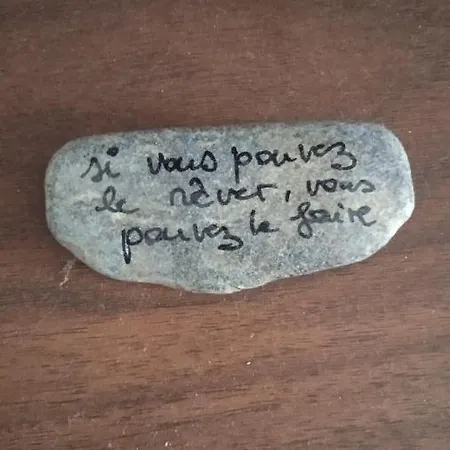 si vous pouvez
le rêver, vous
pouvez le faire